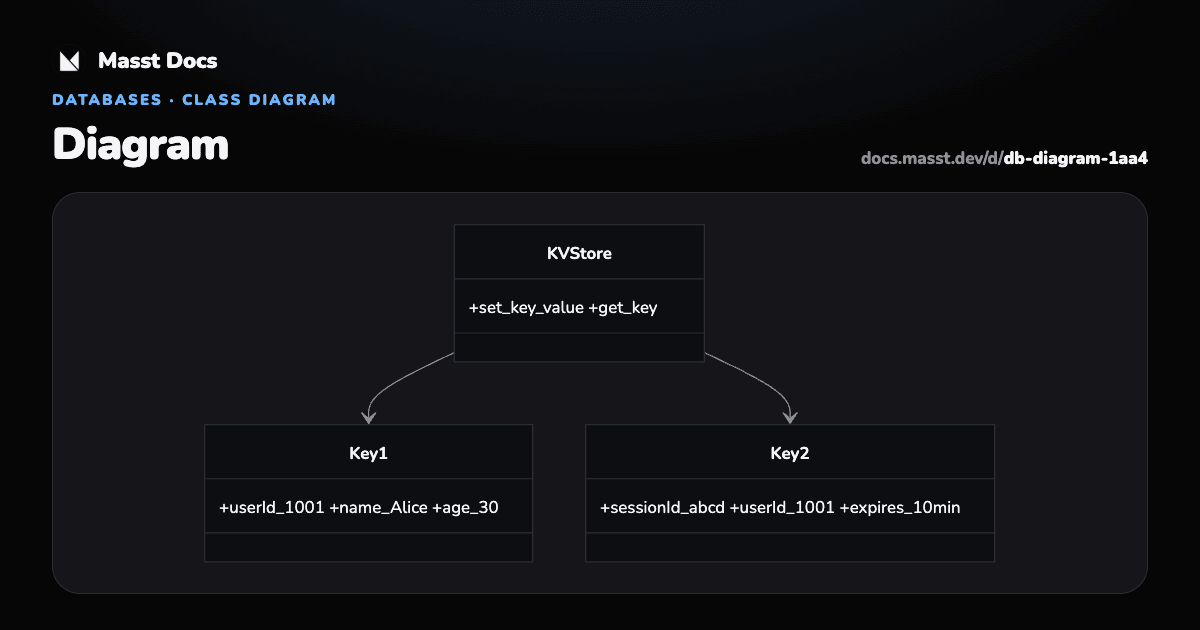 Masst Docs
DATABASES · CLASS DIAGRAM
Diagram
docs.masst.dev/d/db-diagram-1aa4
KVStore
+set_key_value +get_key
Key1
+userId_1001 +name_Alice +age_30
Key2
+sessionId_abcd +userId_1001 +expires_10min